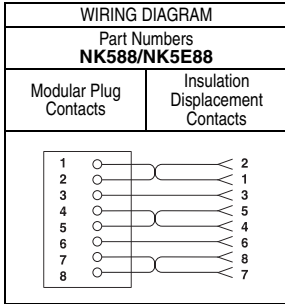 WIRING DIAGRAM
Part Numbers
NK588/NK5E88
Modular Plug
Contacts
Insulation
Displacement
Contacts
1 2
2 1
3 3
4 5
5 4
6 6
7 8
8 7